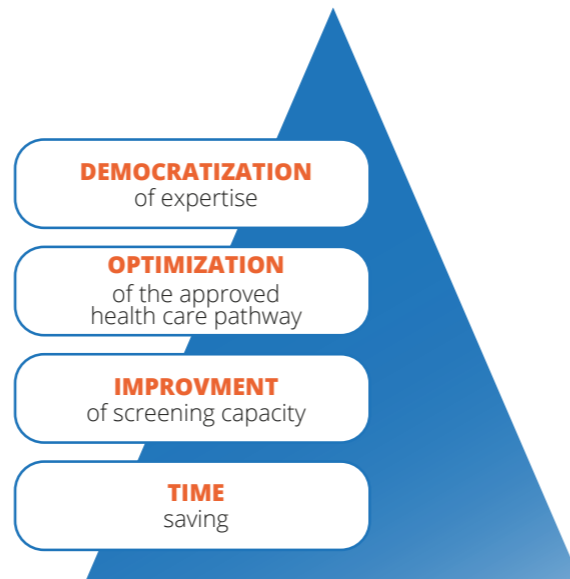 DEMOCRATIZATION
of expertise
OPTIMIZATION
of the approved
health care pathway
IMPROVMENT
of screening capacity
TIME
saving